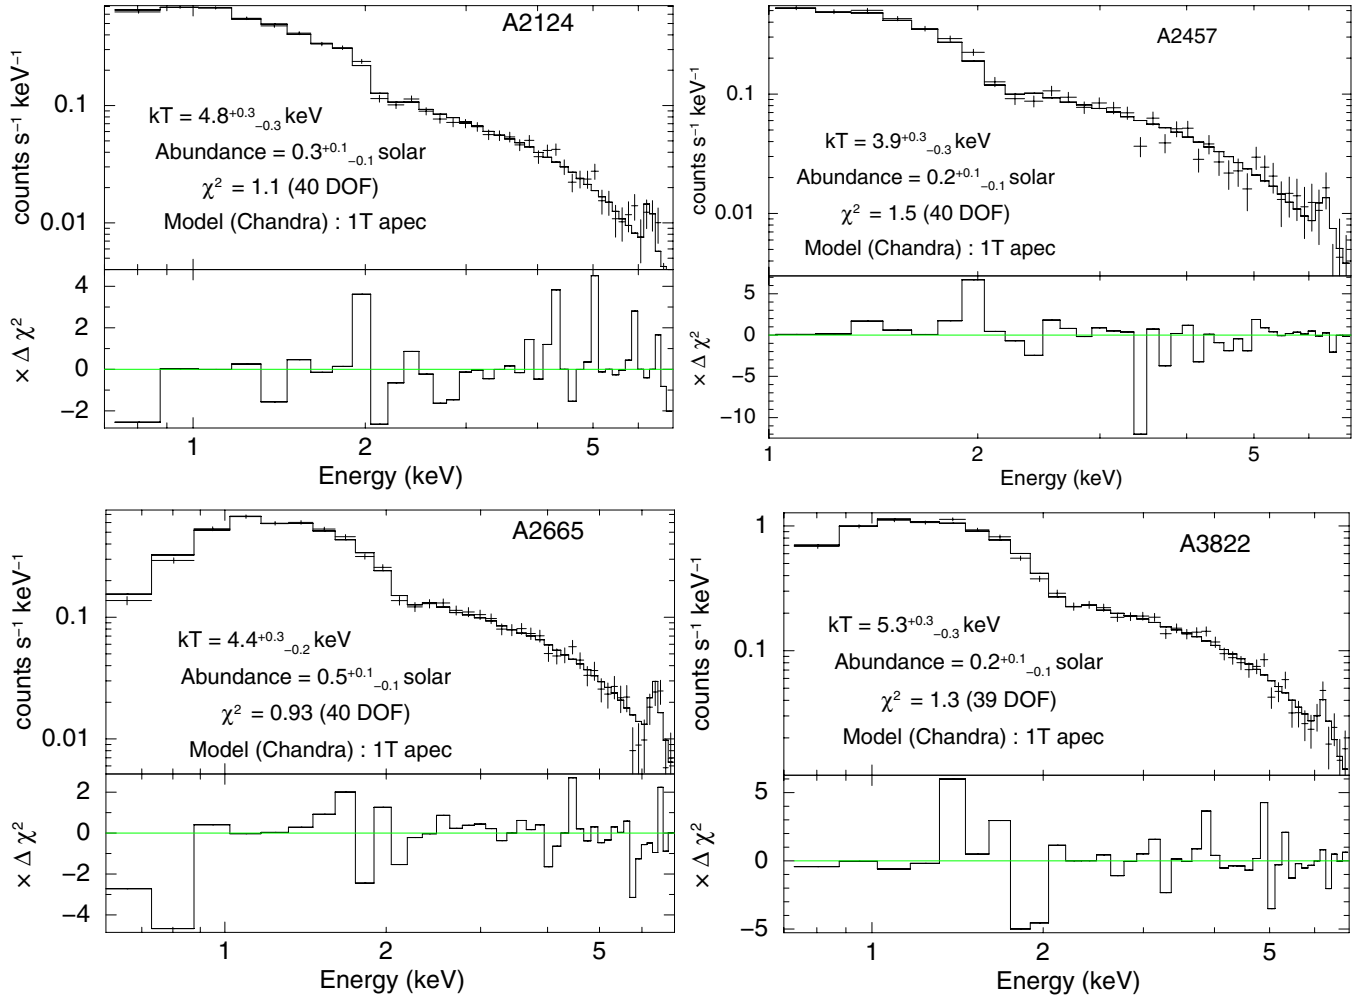 A2124
counts s⁻¹ keV⁻¹
0.1
0.01
kT = 4.8⁺⁰·³₋₀.₃ keV
Abundance = 0.3⁺⁰·¹₋₀.₁ solar
χ² = 1.1 (40 DOF)
Model (Chandra) : 1T apec
× Δ χ²
4
2
0
−2
1 2 5
Energy (keV)
A2457
counts s⁻¹ keV⁻¹
0.1
0.01
kT = 3.9⁺⁰·³₋₀.₃ keV
Abundance = 0.2⁺⁰·¹₋₀.₁ solar
χ² = 1.5 (40 DOF)
Model (Chandra) : 1T apec
× Δ χ²
5
0
−5
−10
1 2 5
Energy (keV)
A2665
counts s⁻¹ keV⁻¹
0.1
0.01
kT = 4.4⁺⁰·³₋₀.₂ keV
Abundance = 0.5⁺⁰·¹₋₀.₁ solar
χ² = 0.93 (40 DOF)
Model (Chandra) : 1T apec
× Δ χ²
2
0
−2
−4
1 2 5
Energy (keV)
A3822
counts s⁻¹ keV⁻¹
1
0.1
kT = 5.3⁺⁰·³₋₀.₃ keV
Abundance = 0.2⁺⁰·¹₋₀.₁ solar
χ² = 1.3 (39 DOF)
Model (Chandra) : 1T apec
× Δ χ²
5
0
−5
1 2 5
Energy (keV)